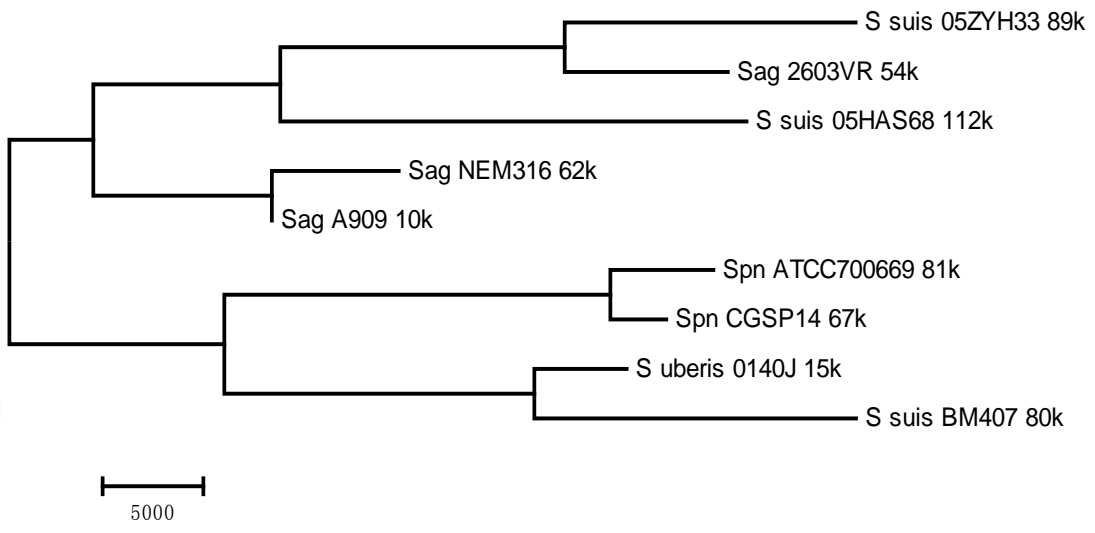 S suis 05ZYH33 89k
Sag 2603VR 54k
S suis 05HAS68 112k
Sag NEM316 62k
Sag A909 10k
Spn ATCC700669 81k
Spn CGSP14 67k
S uberis 0140J 15k
S suis BM407 80k
5000